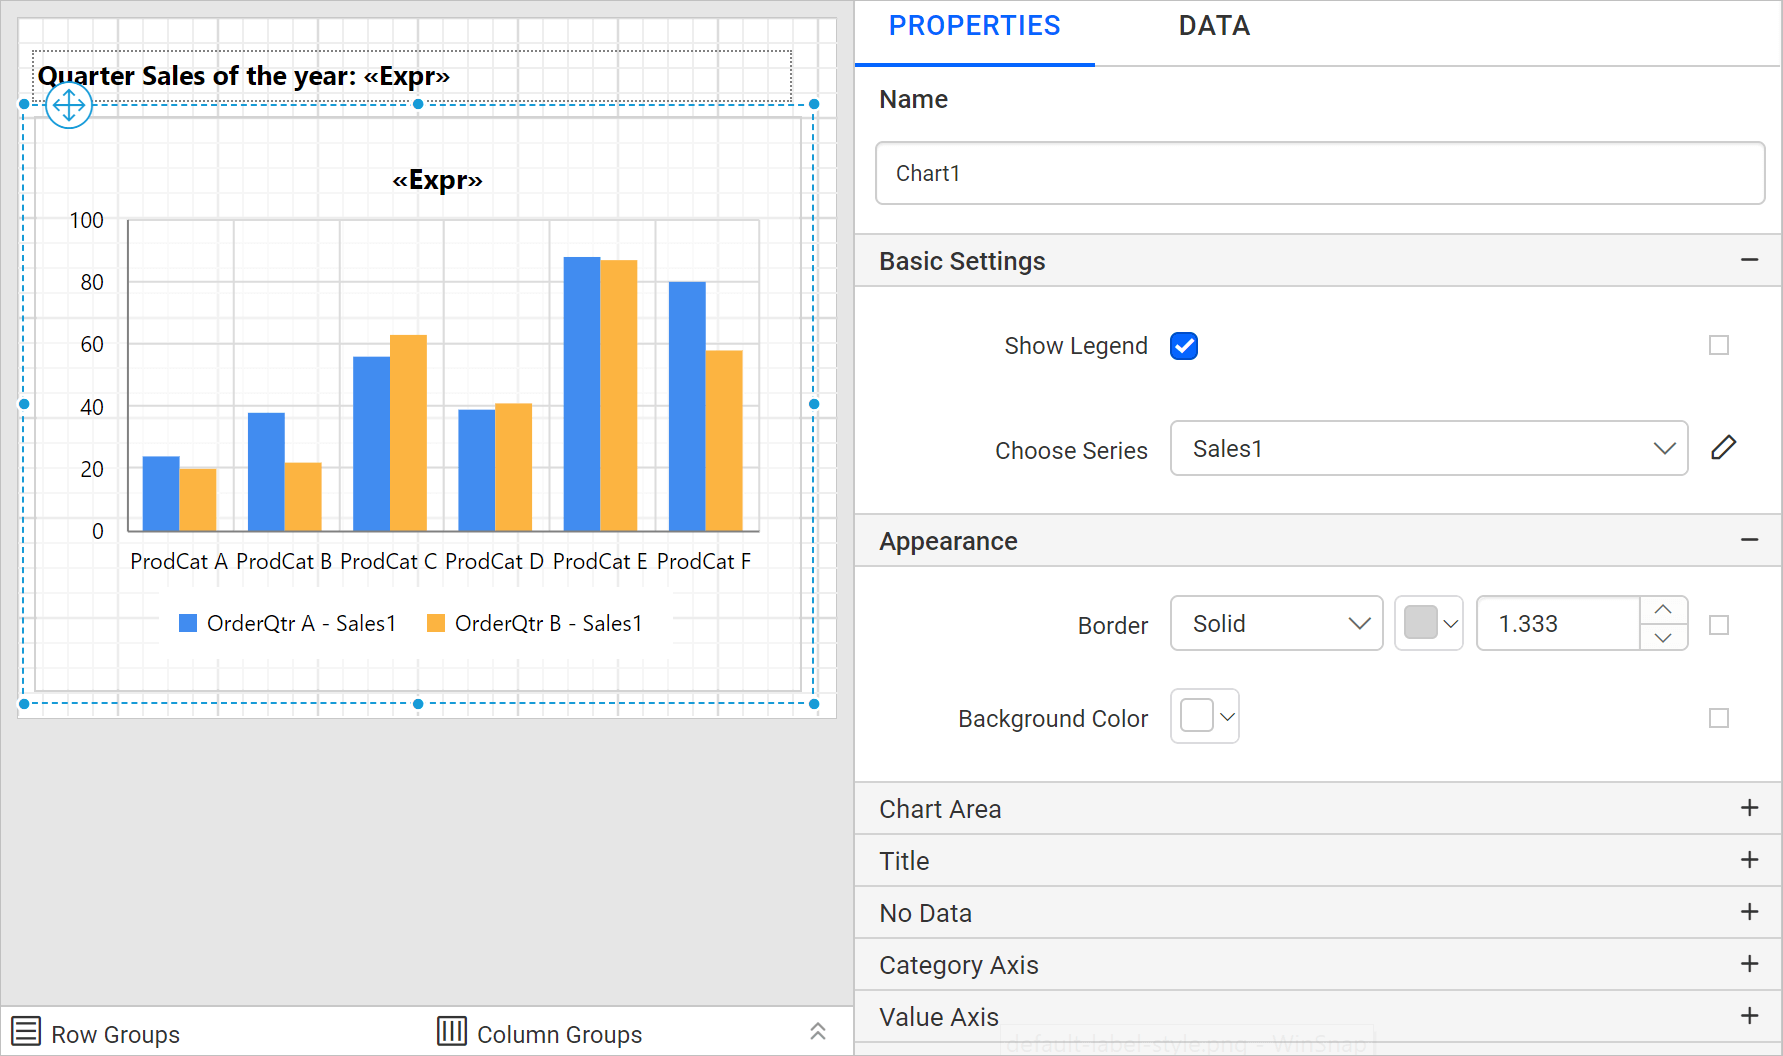 Quarter Sales of the year: «Expr»
«Expr»
100
80
60
40
20
0
ProdCat A ProdCat B ProdCat C ProdCat D ProdCat E ProdCat F
OrderQtr A - Sales1 OrderQtr B - Sales1
Row Groups Column Groups
PROPERTIES DATA
Name
Chart1
Basic Settings
Show Legend
Choose Series Sales1
Appearance
Border Solid 1.333
Background Color
Chart Area
Title
No Data
Category Axis
Value Axis
default-label-style.png - WinSnap